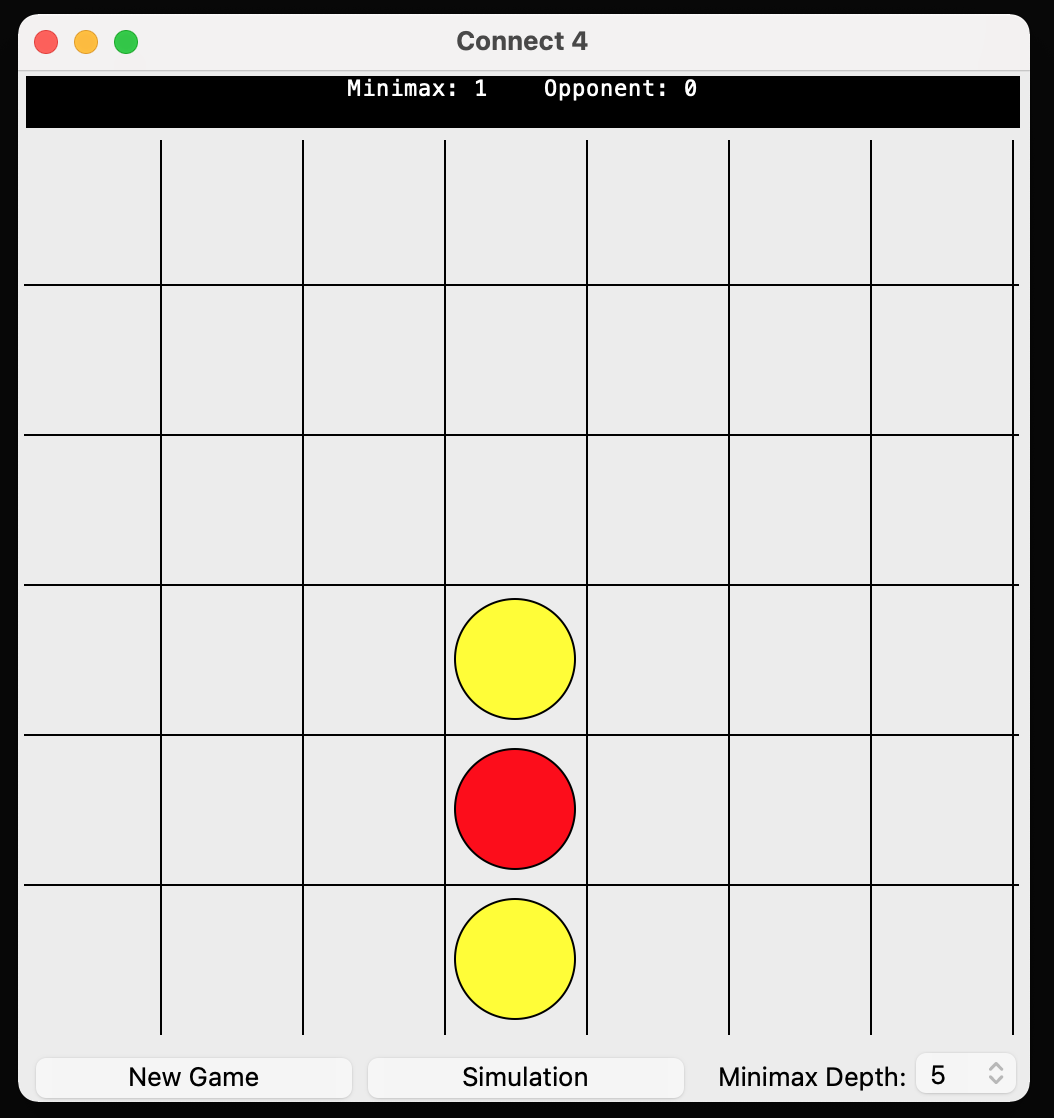 Connect 4
Minimax: 1    Opponent: 0
New Game
Simulation
Minimax Depth: 5